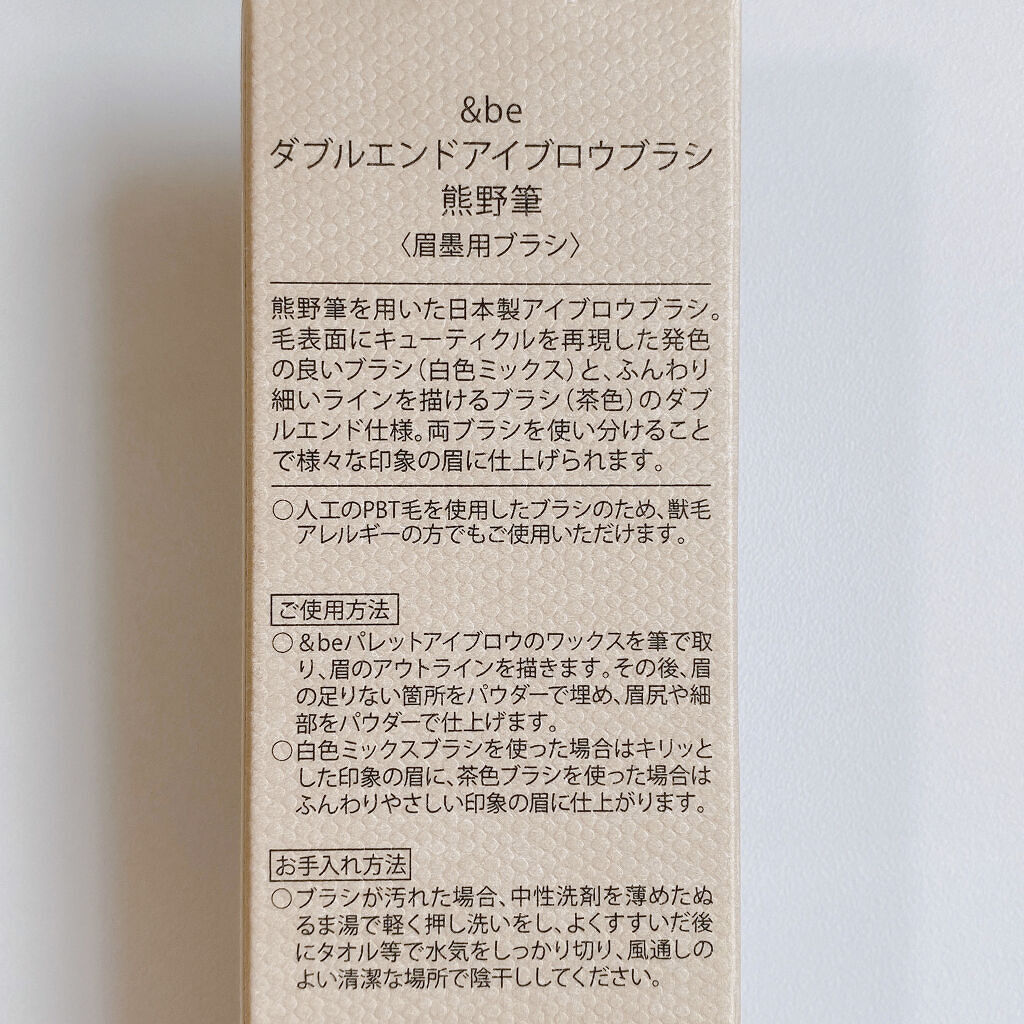 &be
ダブルエンドアイブロウブラシ
熊野筆
〈眉墨用ブラシ〉
熊野筆を用いた日本製アイブロウブラシ。
毛表面にキューティクルを再現した発色
の良いブラシ(白色ミックス)と、ふんわり
細いラインを描けるブラシ(茶色)のダブ
ルエンド仕様。両ブラシを使い分けること
で様々な印象の眉に仕上げられます。
○人工のPBT毛を使用したブラシのため、獣毛
アレルギーの方でもご使用いただけます。
ご使用方法
○&beパレットアイブロウのワックスを筆で取
り、眉のアウトラインを描きます。その後、眉
の足りない箇所をパウダーで埋め、眉尻や細
部をパウダーで仕上げます。
○白色ミックスブラシを使った場合はキリッと
した印象の眉に、茶色ブラシを使った場合は
ふんわりやさしい印象の眉に仕上がります。
お手入れ方法
○ブラシが汚れた場合、中性洗剤を薄めたぬ
るま湯で軽く押し洗いをし、よくすすいだ後
にタオル等で水気をしっかり切り、風通しの
よい清潔な場所で陰干ししてください。